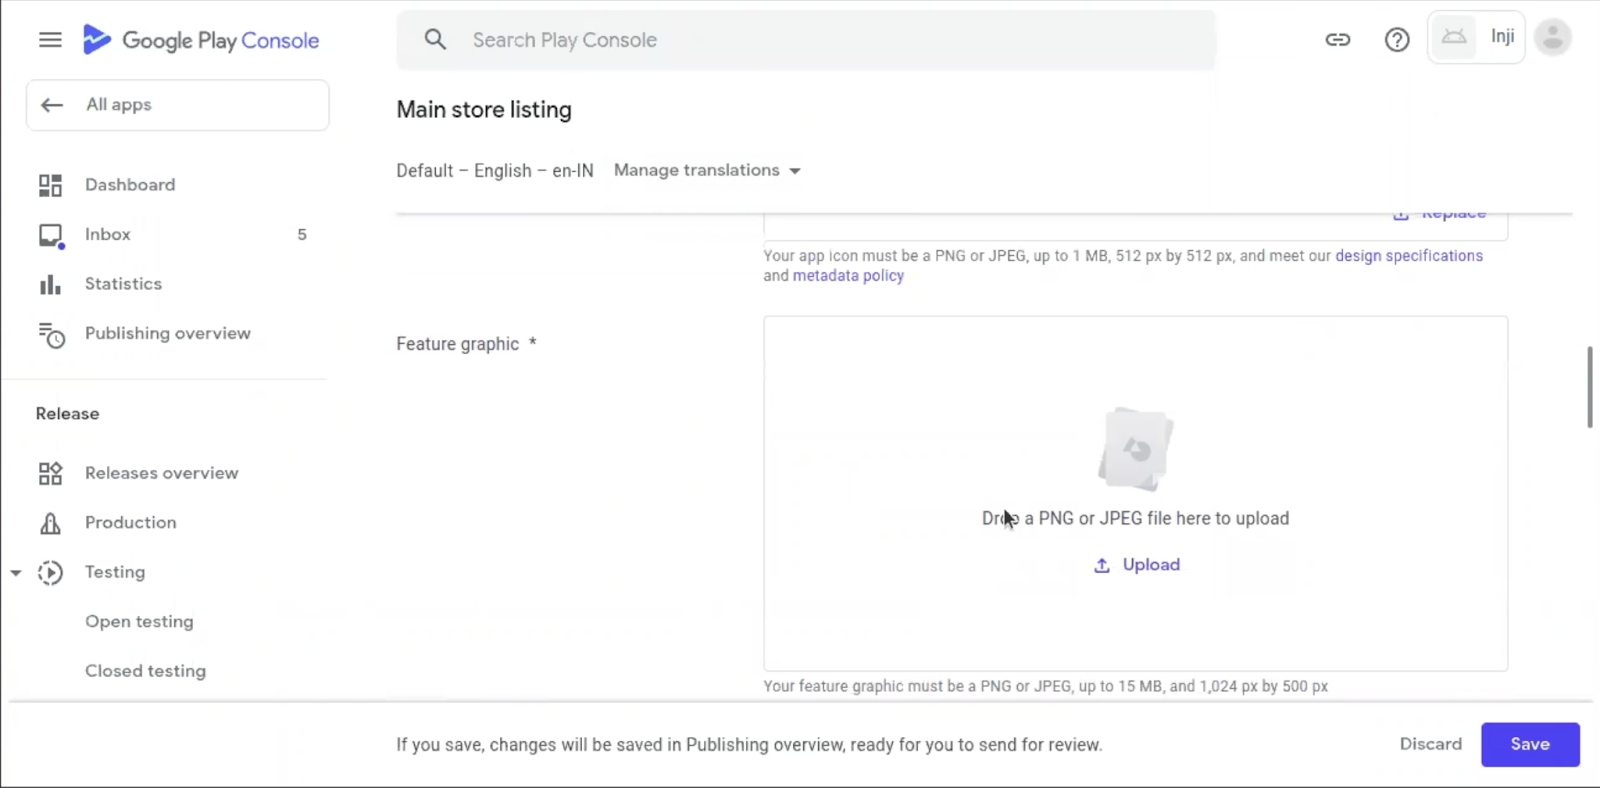 Google Play Console
Search Play Console
Inji
All apps
Main store listing
Default – English – en-IN Manage translations
Dashboard
Inbox 5
Statistics
Publishing overview
Release
Releases overview
Production
Testing
Open testing
Closed testing
Replace
Your app icon must be a PNG or JPEG, up to 1 MB, 512 px by 512 px, and meet our design specifications
and metadata policy
Feature graphic *
Drop a PNG or JPEG file here to upload
Upload
Your feature graphic must be a PNG or JPEG, up to 15 MB, and 1,024 px by 500 px
If you save, changes will be saved in Publishing overview, ready for you to send for review.
Discard
Save